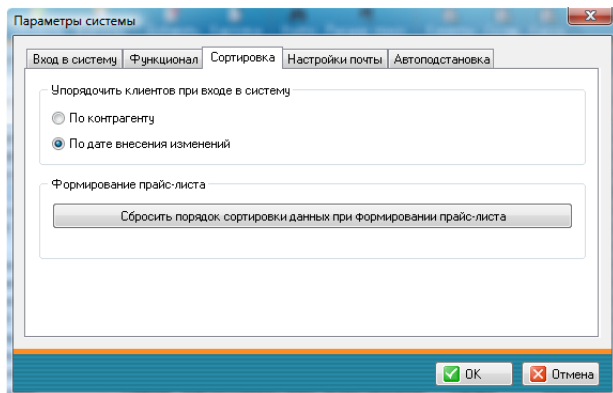 Параметры системы
Вход в систему Функционал Сортировка Настройки почты Автоподстановка
Упорядочить клиентов при входе в систему
По контрагенту
По дате внесения изменений
Формирование прайс-листа
Сбросить порядок сортировки данных при формировании прайс-листа
OK Отмена